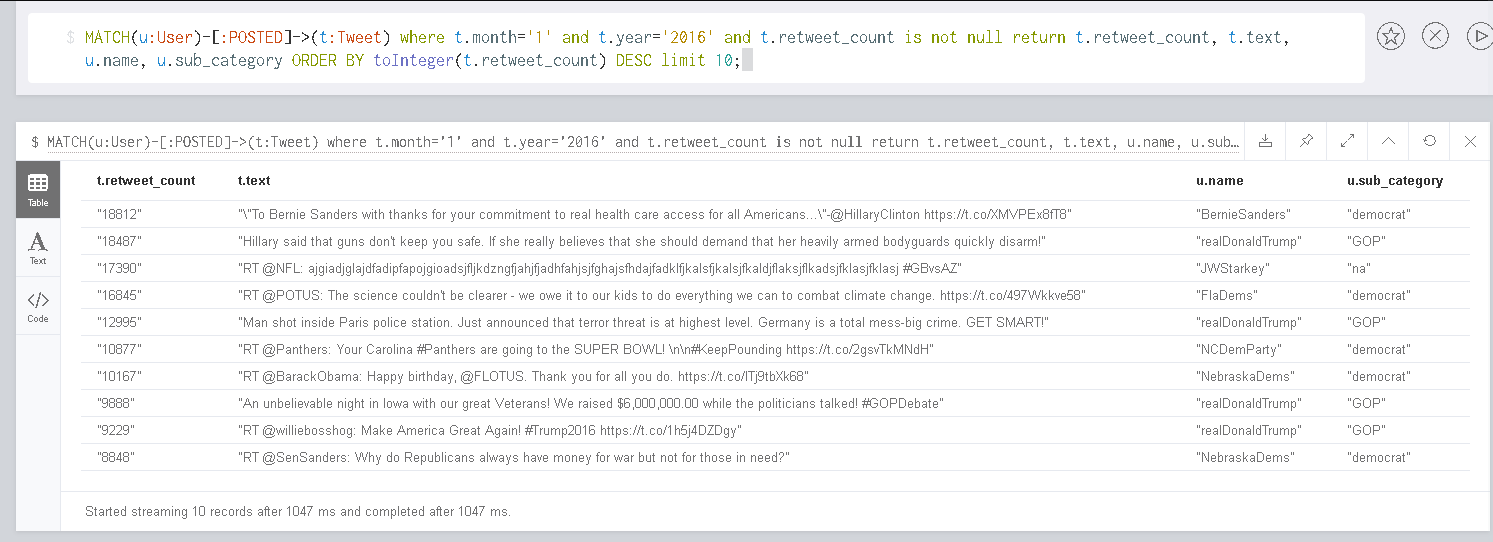 $ MATCH(u:User)-[:POSTED]->(t:Tweet) where t.month='1' and t.year='2016' and t.retweet_count is not null return t.retweet_count, t.text,
u.name, u.sub_category ORDER BY toInteger(t.retweet_count) DESC limit 10;
$ MATCH(u:User)-[:POSTED]->(t:Tweet) where t.month='1' and t.year='2016' and t.retweet_count is not null return t.retweet_count, t.text, u.name, u.sub…
Table
Text
Code
t.retweet_count t.text u.name u.sub_category
"18812" "\"To Bernie Sanders with thanks for your commitment to real health care access for all Americans...\"-@HillaryClinton https://t.co/XMVPEx8fT8" "BernieSanders" "democrat"
"18487" "Hillary said that guns don't keep you safe. If she really believes that she should demand that her heavily armed bodyguards quickly disarm!" "realDonaldTrump" "GOP"
"17390" "RT @NFL: ajgiadjglajdfadipfapojgioadsjfljkdzngfjahjfjadhfahjsjfghajsfhdajfadklfjkalsfjkalsjfkaldjflaksjflkadsjfklasjfklasj #GBvsAZ" "JWStarkey" "na"
"16845" "RT @POTUS: The science couldn't be clearer - we owe it to our kids to do everything we can to combat climate change. https://t.co/497Wkkve58" "FlaDems" "democrat"
"12995" "Man shot inside Paris police station. Just announced that terror threat is at highest level. Germany is a total mess-big crime. GET SMART!" "realDonaldTrump" "GOP"
"10877" "RT @Panthers: Your Carolina #Panthers are going to the SUPER BOWL! \n\n#KeepPounding https://t.co/2gsvTkMNdH" "NCDemParty" "democrat"
"10167" "RT @BarackObama: Happy birthday, @FLOTUS. Thank you for all you do. https://t.co/lTj9tbXk68" "NebraskaDems" "democrat"
"9888" "An unbelievable night in Iowa with our great Veterans! We raised $6,000,000.00 while the politicians talked! #GOPDebate" "realDonaldTrump" "GOP"
"9229" "RT @williebosshog: Make America Great Again! #Trump2016 https://t.co/1h5j4DZDgy" "realDonaldTrump" "GOP"
"8848" "RT @SenSanders: Why do Republicans always have money for war but not for those in need?" "NebraskaDems" "democrat"
Started streaming 10 records after 1047 ms and completed after 1047 ms.